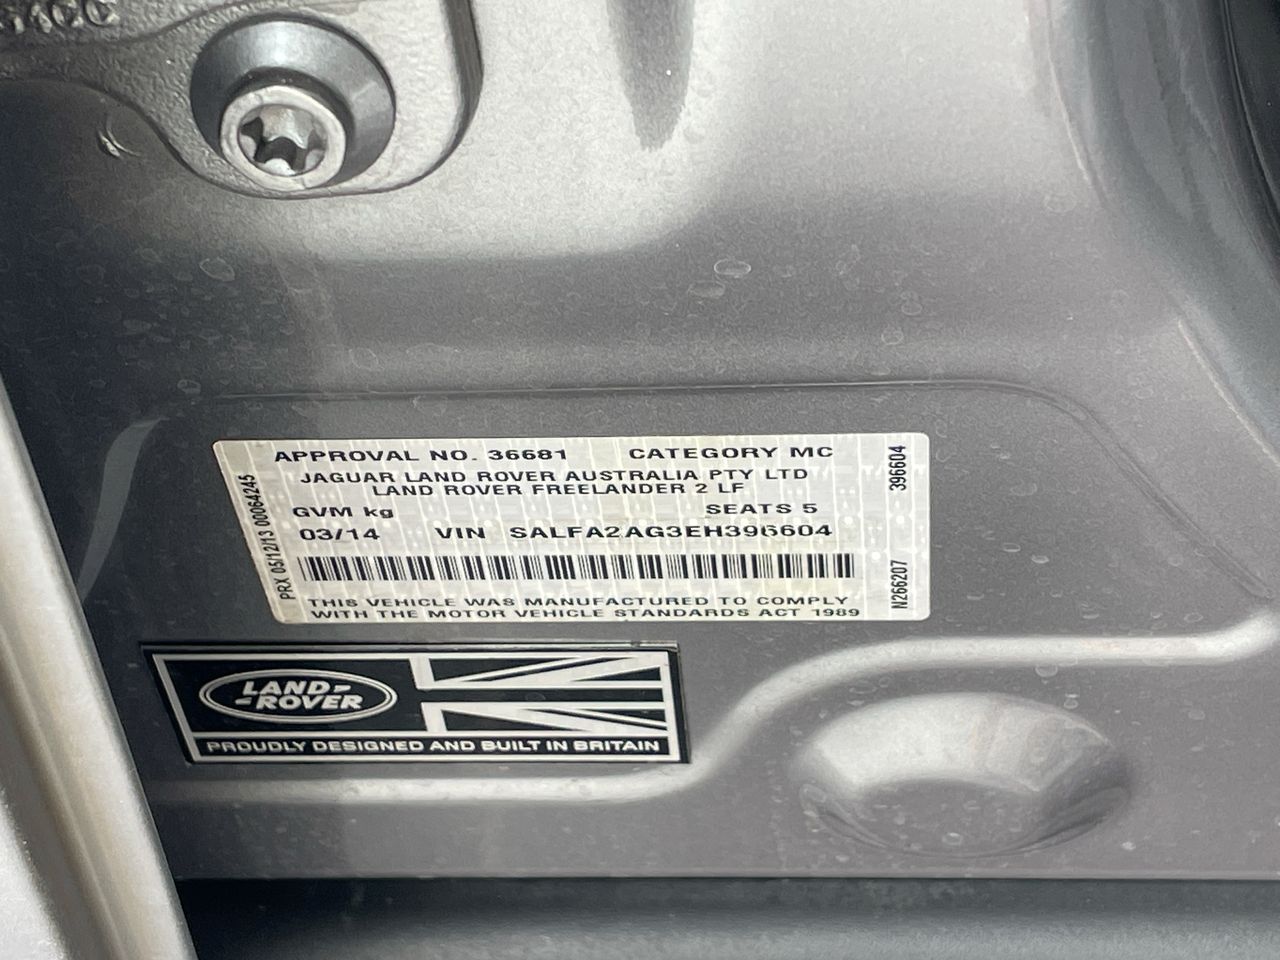 APPROVAL NO. 36681 CATEGORY MC
JAGUAR LAND ROVER AUSTRALIA PTY LTD
LAND ROVER FREELANDER 2 LF
GVM kg SEATS 5
03/14 VIN SALFA2AG3EH396604
THIS VEHICLE WAS MANUFACTURED TO COMPLY
WITH THE MOTOR VEHICLE STANDARDS ACT 1989
PRX 05/12/13 00064245
N266207 396604
LAND-
-ROVER
PROUDLY DESIGNED AND BUILT IN BRITAIN